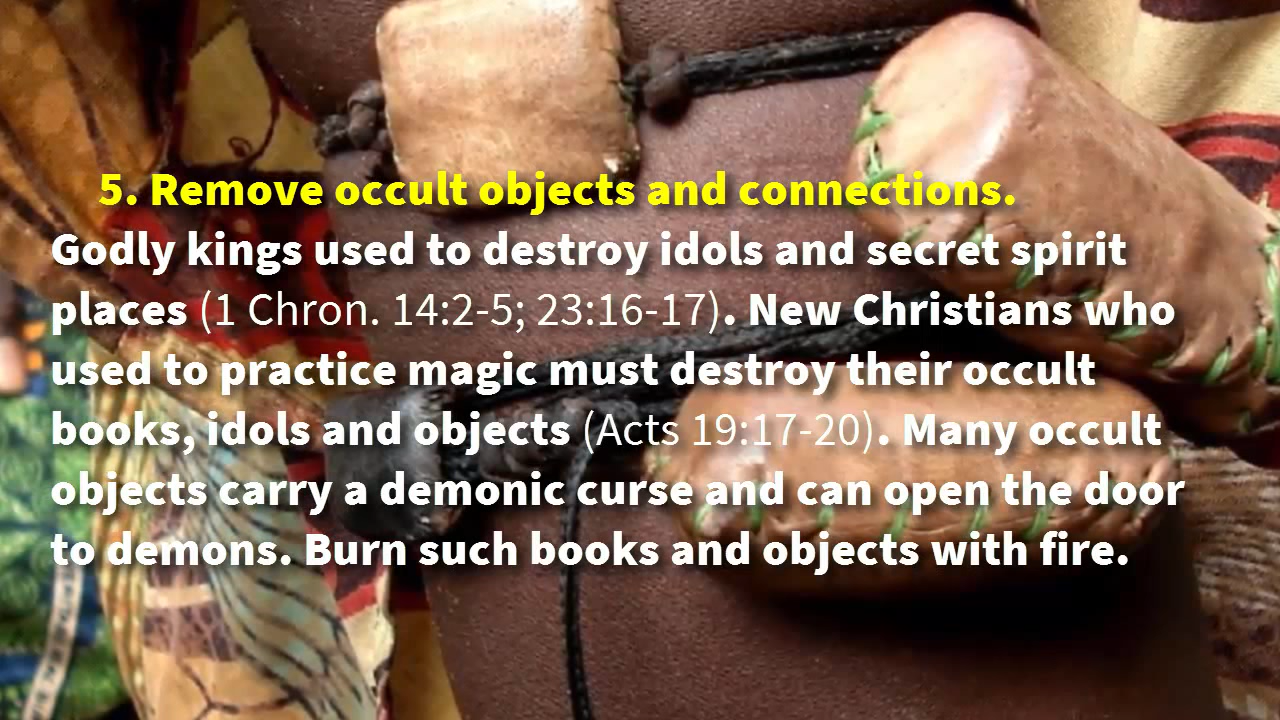 5. Remove occult objects and connections.
Godly kings used to destroy idols and secret spirit
places (1 Chron. 14:2-5; 23:16-17). New Christians who
used to practice magic must destroy their occult
books, idols and objects (Acts 19:17-20). Many occult
objects carry a demonic curse and can open the door
to demons. Burn such books and objects with fire.